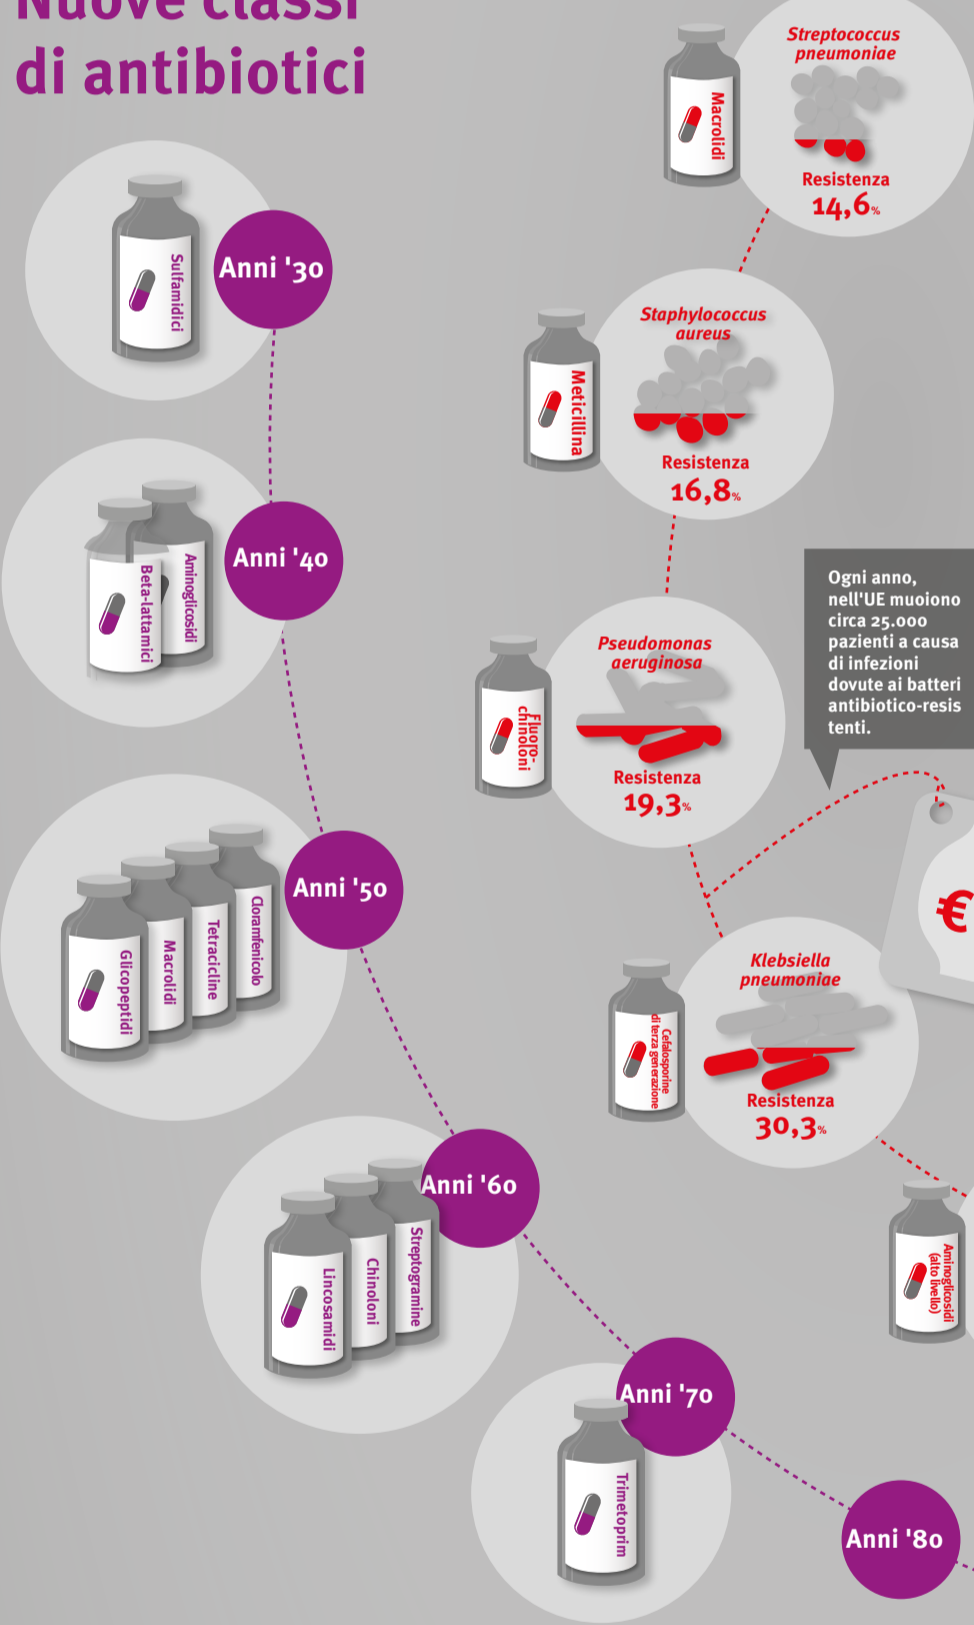 Nuove classi
di antibiotici
Sulfamidici
Anni '30
Beta-lattamici
Aminoglicosidi
Anni '40
Glicopeptidi
Macrolidi
Tetracicline
Cloramfenicolo
Anni '50
Lincosamidi
Chinoloni
Streptogramine
Anni '60
Trimetoprim
Anni '70
Anni '80
Macrolidi
Streptococcus
pneumoniae
Resistenza
14,6%
Meticillina
Staphylococcus
aureus
Resistenza
16,8%
Fluoro-
chinoloni
Pseudomonas
aeruginosa
Resistenza
19,3%
Ogni anno,
nell'UE muoiono
circa 25.000
pazienti a causa
di infezioni
dovute ai batteri
antibiotico-resis
tenti.
€
Cefalosporine
di terza generazione
Klebsiella
pneumoniae
Resistenza
30,3%
Aminoglicosidi
(alto livello)